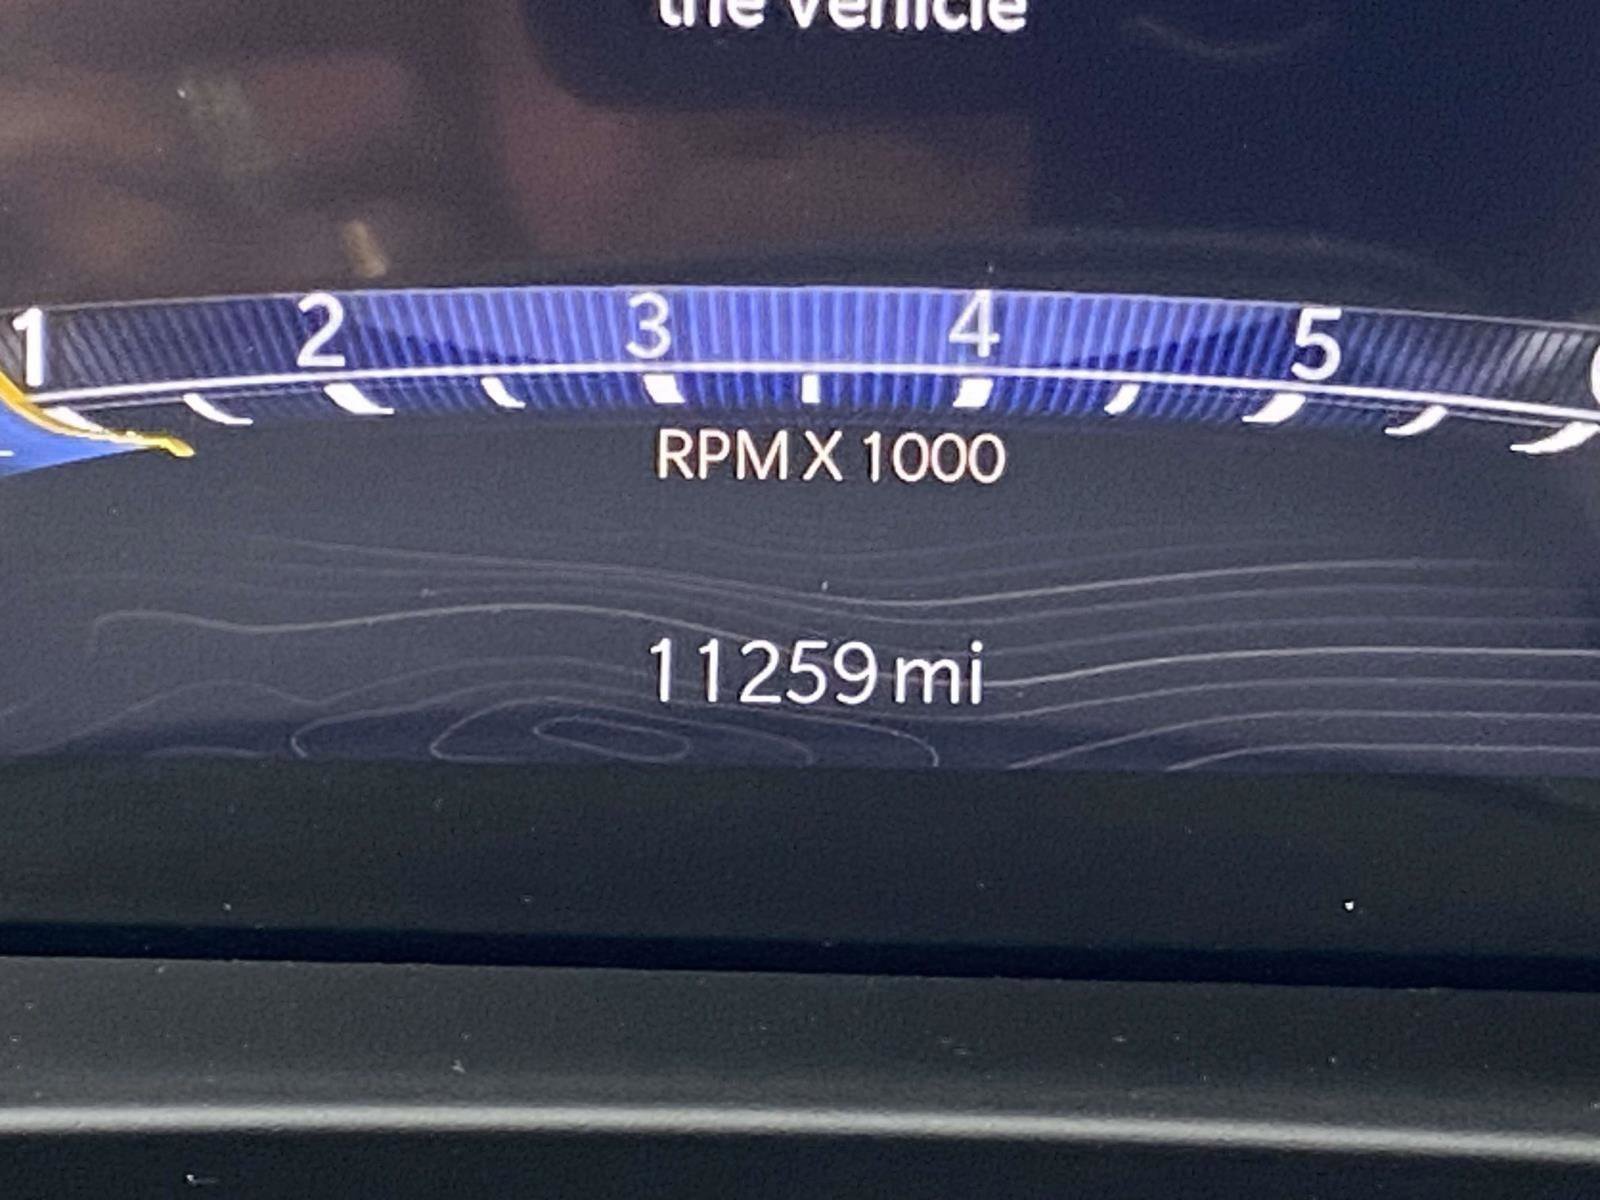 the vehicle
1 2 3 4 5
RPM X 1000
11259 mi